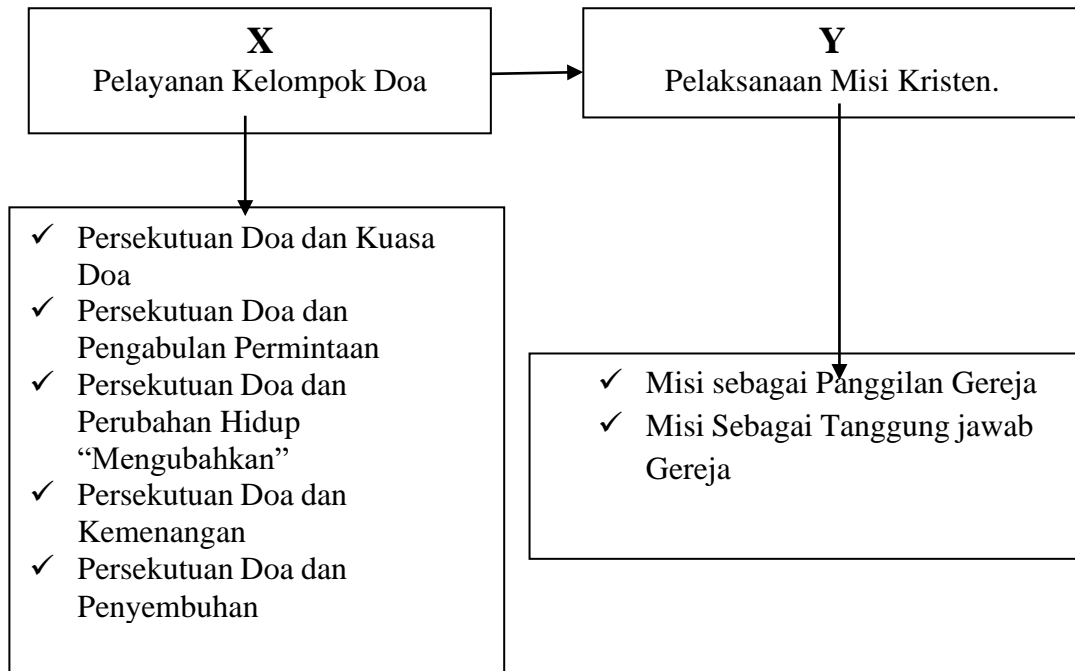 X
Pelayanan Kelompok Doa
Y
Pelaksanaan Misi Kristen.
✓ Persekutuan Doa dan Kuasa
Doa
✓ Persekutuan Doa dan
Pengabulan Permintaan
✓ Persekutuan Doa dan
Perubahan Hidup
“Mengubahkan”
✓ Persekutuan Doa dan
Kemenangan
✓ Persekutuan Doa dan
Penyembuhan
✓ Misi sebagai Panggilan Gereja
✓ Misi Sebagai Tanggung jawab
Gereja